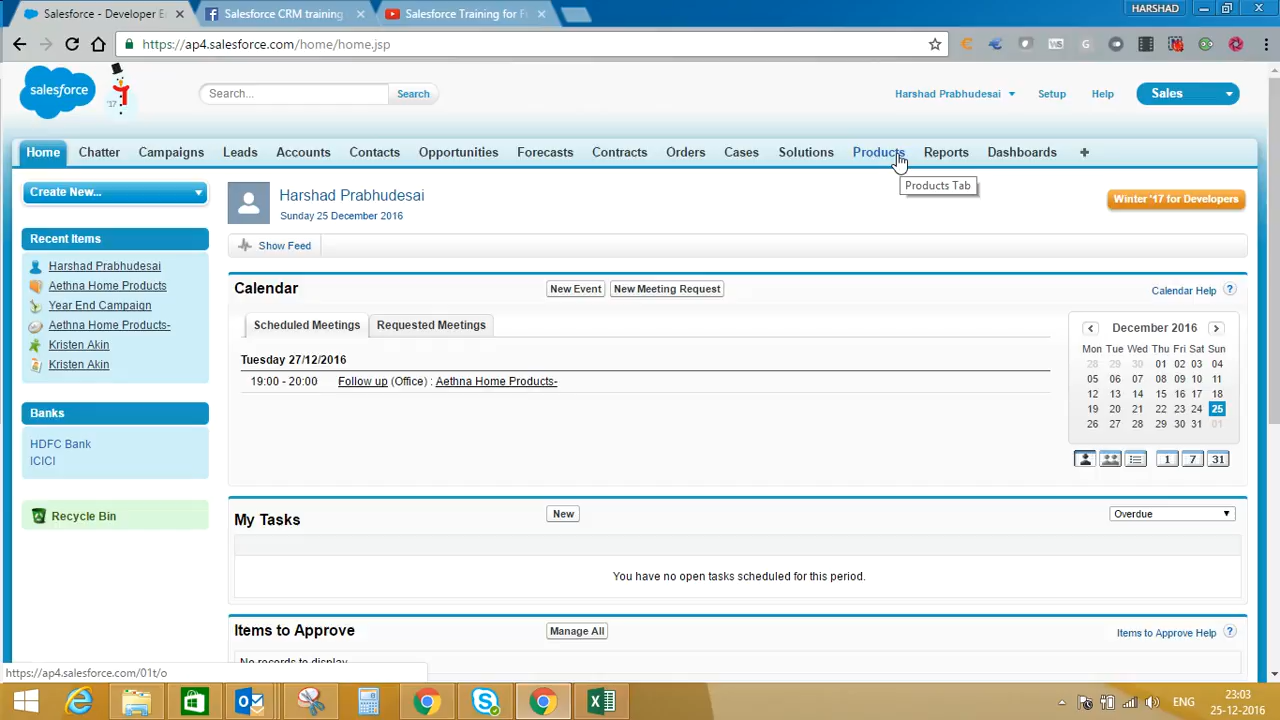 Salesforce - Developer E
Salesforce CRM training
Salesforce Training for F
HARSHAD
https://ap4.salesforce.com/home/home.jsp
salesforce
'17
Search...
Search
Harshad Prabhudesai
Setup
Help
Sales
Home
Chatter
Campaigns
Leads
Accounts
Contacts
Opportunities
Forecasts
Contracts
Orders
Cases
Solutions
Products
Reports
Dashboards
+
Products Tab
Create New...
Harshad Prabhudesai
Sunday 25 December 2016
Winter '17 for Developers
Show Feed
Recent Items
Harshad Prabhudesai
Aethna Home Products
Year End Campaign
Aethna Home Products-
Kristen Akin
Kristen Akin
Banks
HDFC Bank
ICICI
Recycle Bin
Calendar
New Event
New Meeting Request
Calendar Help ?
Scheduled Meetings
Requested Meetings
Tuesday 27/12/2016
19:00 - 20:00 Follow up (Office) : Aethna Home Products-
December 2016
Mon Tue Wed Thu Fri Sat Sun
28 29 30 01 02 03 04
05 06 07 08 09 10 11
12 13 14 15 16 17 18
19 20 21 22 23 24 25
26 27 28 29 30 31 01
1 7 31
My Tasks
New
Overdue
You have no open tasks scheduled for this period.
Items to Approve
Manage All
Items to Approve Help ?
No records to display
https://ap4.salesforce.com/01t/o
ENG
23:03
25-12-2016